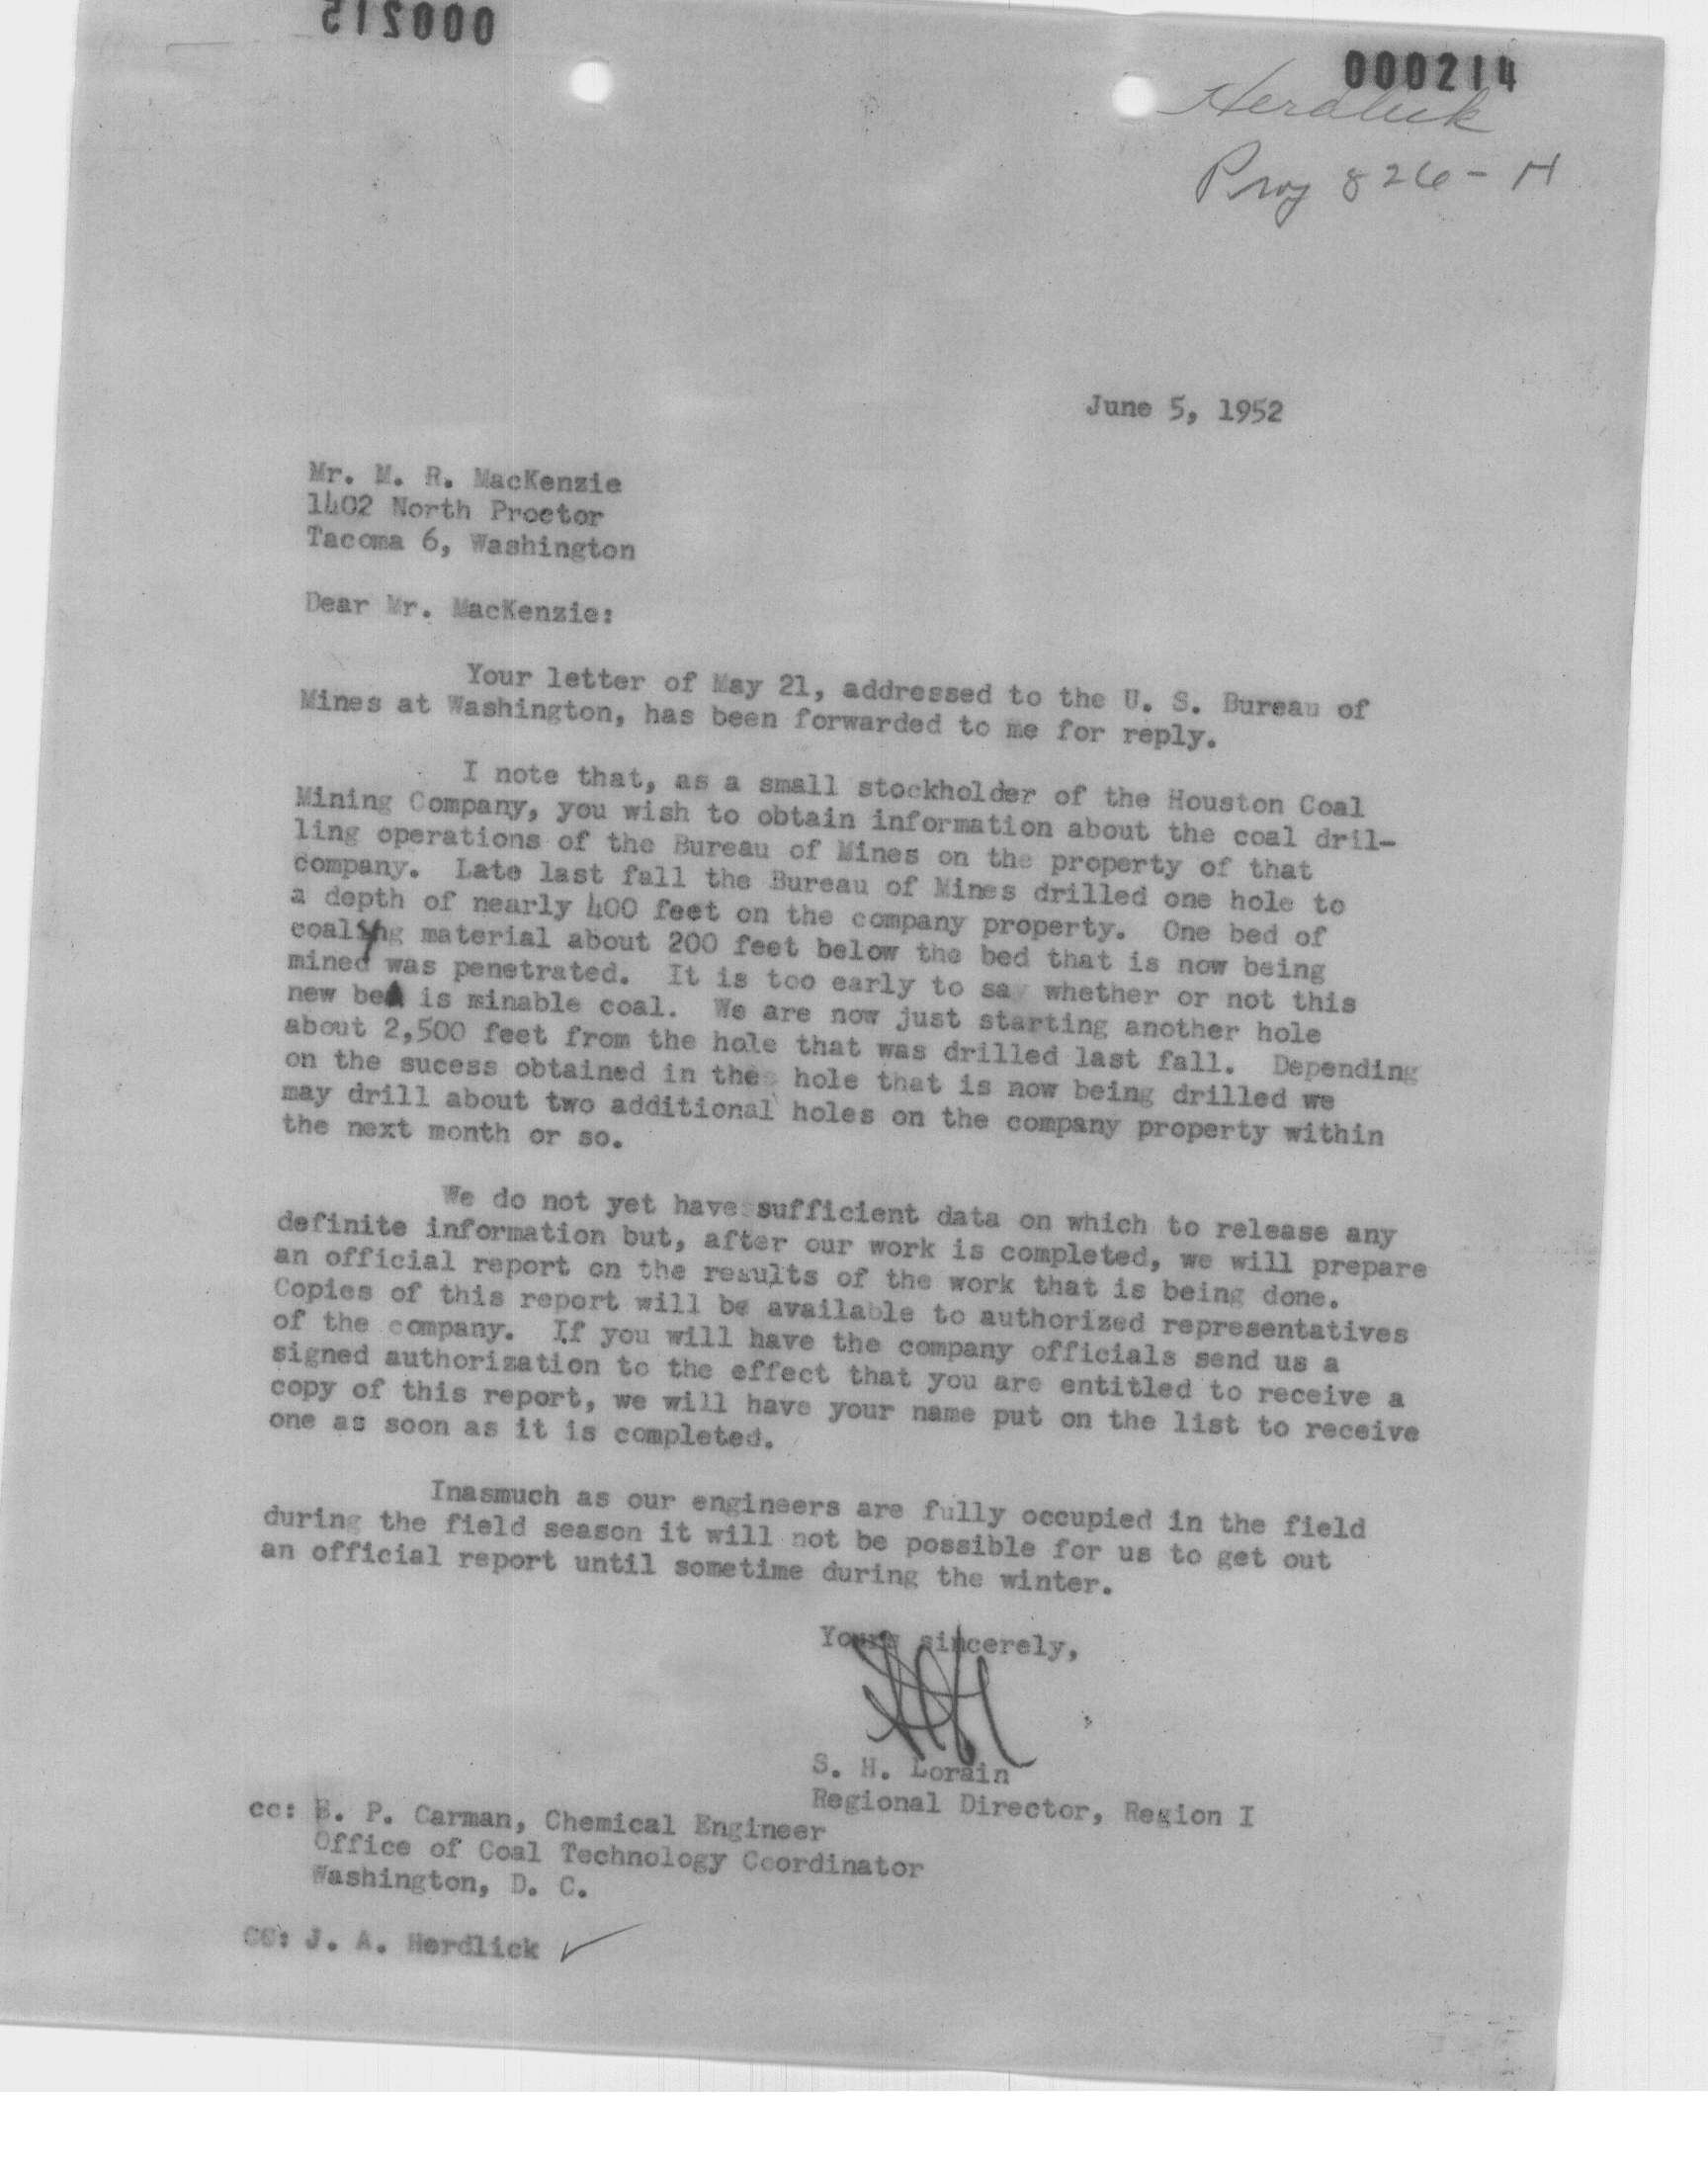 000215
000214
Herdlick
Proj 826-H
June 5, 1952
Mr. M. R. MacKenzie
1402 North Proctor
Tacoma 6, Washington
Dear Mr. MacKenzie:
Your letter of May 21, addressed to the U. S. Bureau of
Mines at Washington, has been forwarded to me for reply.
I note that, as a small stockholder of the Houston Coal
Mining Company, you wish to obtain information about the coal dril-
ling operations of the Bureau of Mines on the property of that
company. Late last fall the Bureau of Mines drilled one hole to
a depth of nearly 400 feet on the company property. One bed of
material about 200 feet below the bed that is now being
mined was penetrated. It is too early to say whether or not this
new bed is minable coal. We are now just starting another hole
about 2,500 feet from the hole that was drilled last fall. Depending
on the sucess obtained in the hole that is now being drilled we
may drill about two additional holes on the company property within
the next month or so.
We do not yet have sufficient data on which to release any
definite information but, after our work is completed, we will prepare
an official report on the results of the work that is being done.
Copies of this report will be available to authorized representatives
of the company. If you will have the company officials send us a
signed authorization to the effect that you are entitled to receive a
copy of this report, we will have your name put on the list to receive
one as soon as it is completed.
Inasmuch as our engineers are fully occupied in the field
during the field season it will not be possible for us to get out
an official report until sometime during the winter.
Yours sincerely,
S. H. Lorain
Regional Director, Region I
cc: E. P. Carman, Chemical Engineer
Office of Coal Technology Coordinator
Washington, D. C.
CC: J. A. Herdlick ✓